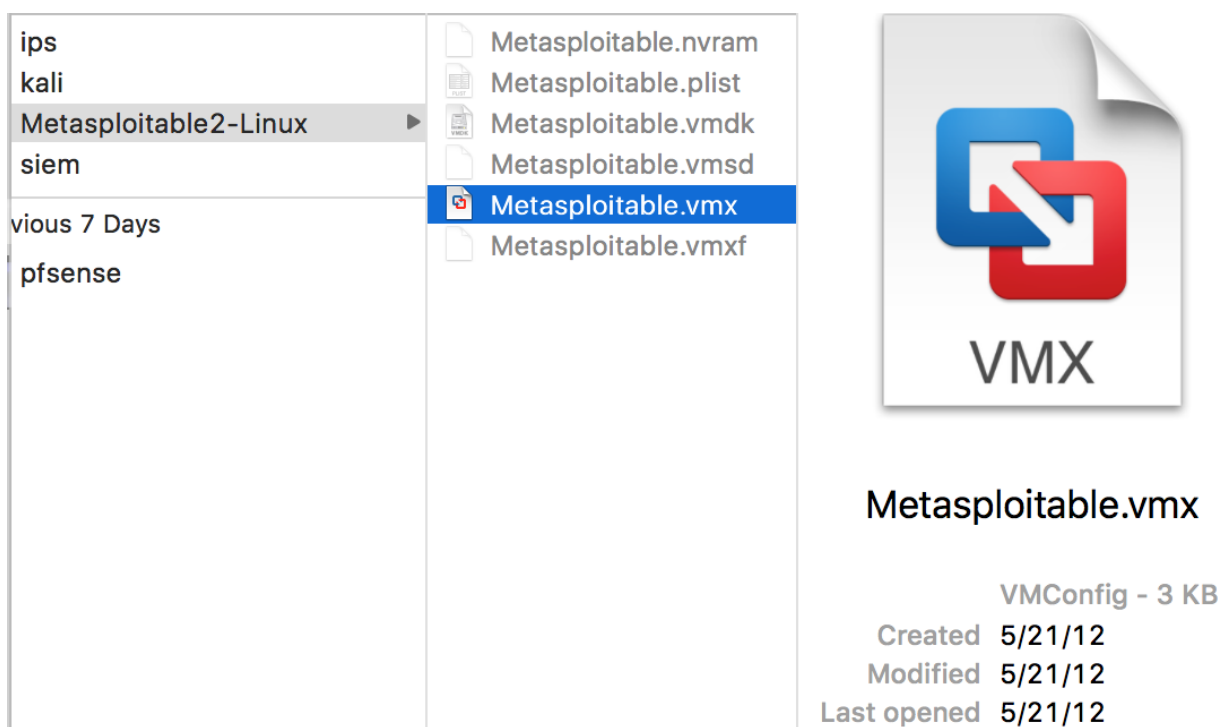 ips
kali
Metasploitable2-Linux
siem
vious 7 Days
pfsense
Metasploitable.nvram
Metasploitable.plist
Metasploitable.vmdk
Metasploitable.vmsd
Metasploitable.vmx
Metasploitable.vmxf
PLIST
VMDK
VMX
Metasploitable.vmx
VMConfig - 3 KB
Created 5/21/12
Modified 5/21/12
Last opened 5/21/12